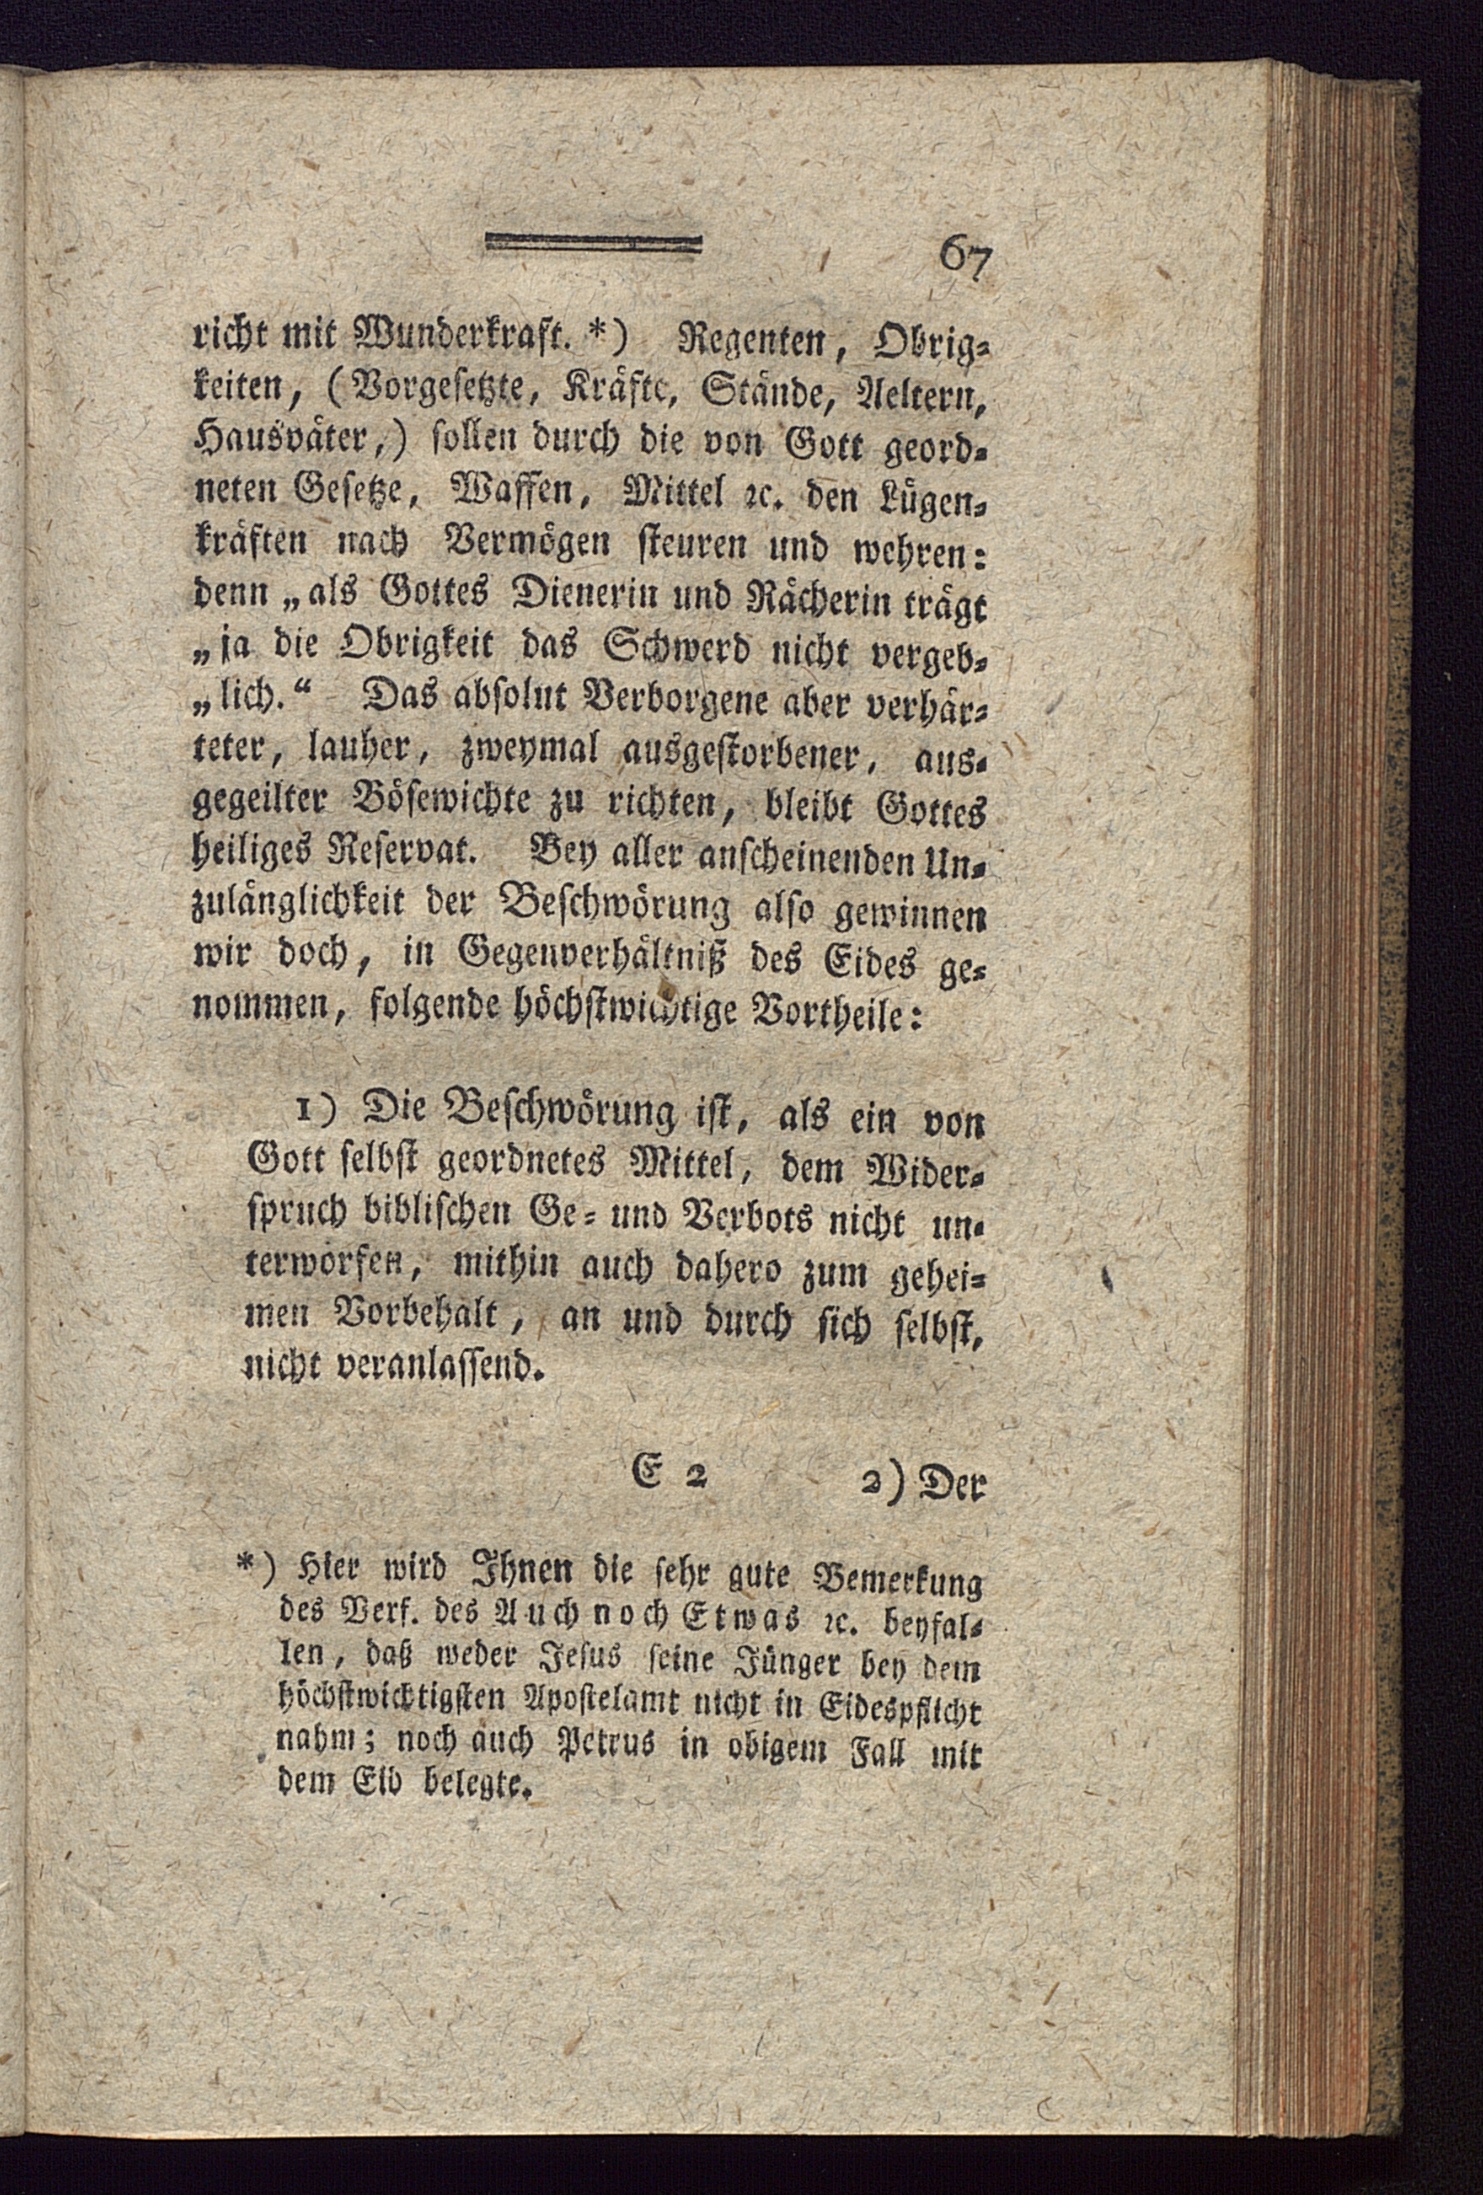 67
richt mit Wunderkraft. *) Regenten, Obrig-
keiten, (Vorgesetzte, Kräfte, Stände, Aeltern,
Hausväter,) sollen durch die von Gott geord-
neten Gesetze, Waffen, Mittel ꝛc. den Lügen-
kräften nach Vermögen steuren und wehren:
denn „als Gottes Dienerin und Rächerin trägt
„ja die Obrigkeit das Schwerd nicht vergeb-
„lich.“ Das absolut Verborgene aber verhär-
teter, lauher, zweymal ausgestorbener, aus-
gegeilter Bösewichte zu richten, bleibt Gottes
heiliges Reservat. Bey aller anscheinenden Un-
zulänglichkeit der Beschwörung also gewinnen
wir doch, in Gegenverhältniß des Eides ge-
nommen, folgende höchstwichtige Vortheile:
1) Die Beschwörung ist, als ein von
Gott selbst geordnetes Mittel, dem Wider-
spruch biblischen Ge- und Verbots nicht un-
terworfen, mithin auch dahero zum gehei-
men Vorbehalt, an und durch sich selbst,
nicht veranlassend.
E 2 2) Der
*) Hier wird Ihnen die sehr gute Bemerkung
des Verf. des Auch noch Etwas ꝛc. beyfal-
len, daß weder Jesus seine Jünger bey dem
höchstwichtigsten Apostelamt nicht in Eidespflicht
nahm; noch auch Petrus in obigem Fall mit
dem Eid belegte.